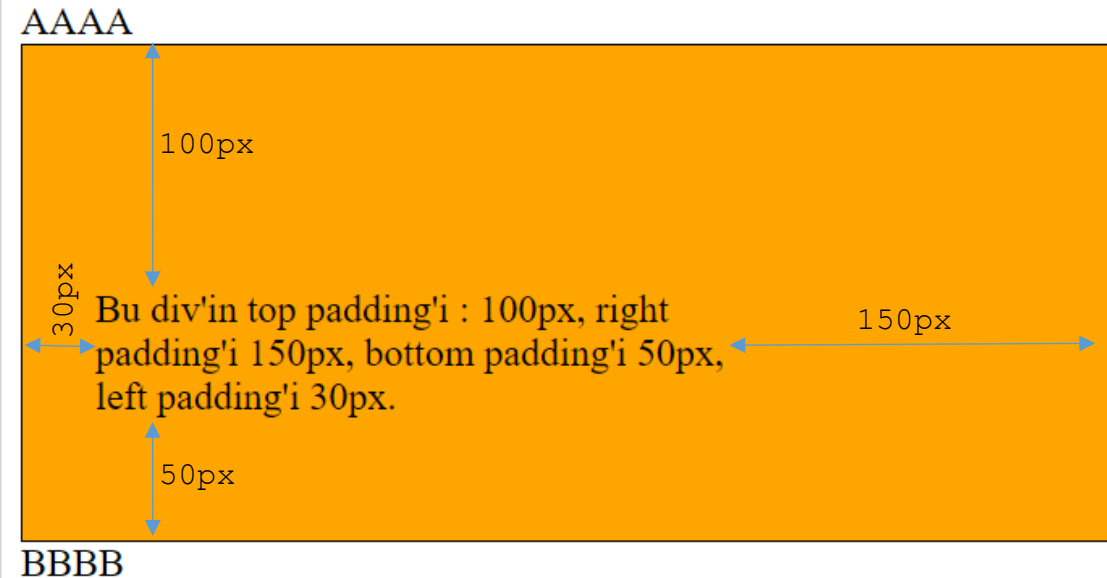 AAAA
100px
30px
Bu div'in top padding'i : 100px, right
padding'i 150px, bottom padding'i 50px,
left padding'i 30px.
150px
50px
BBBB